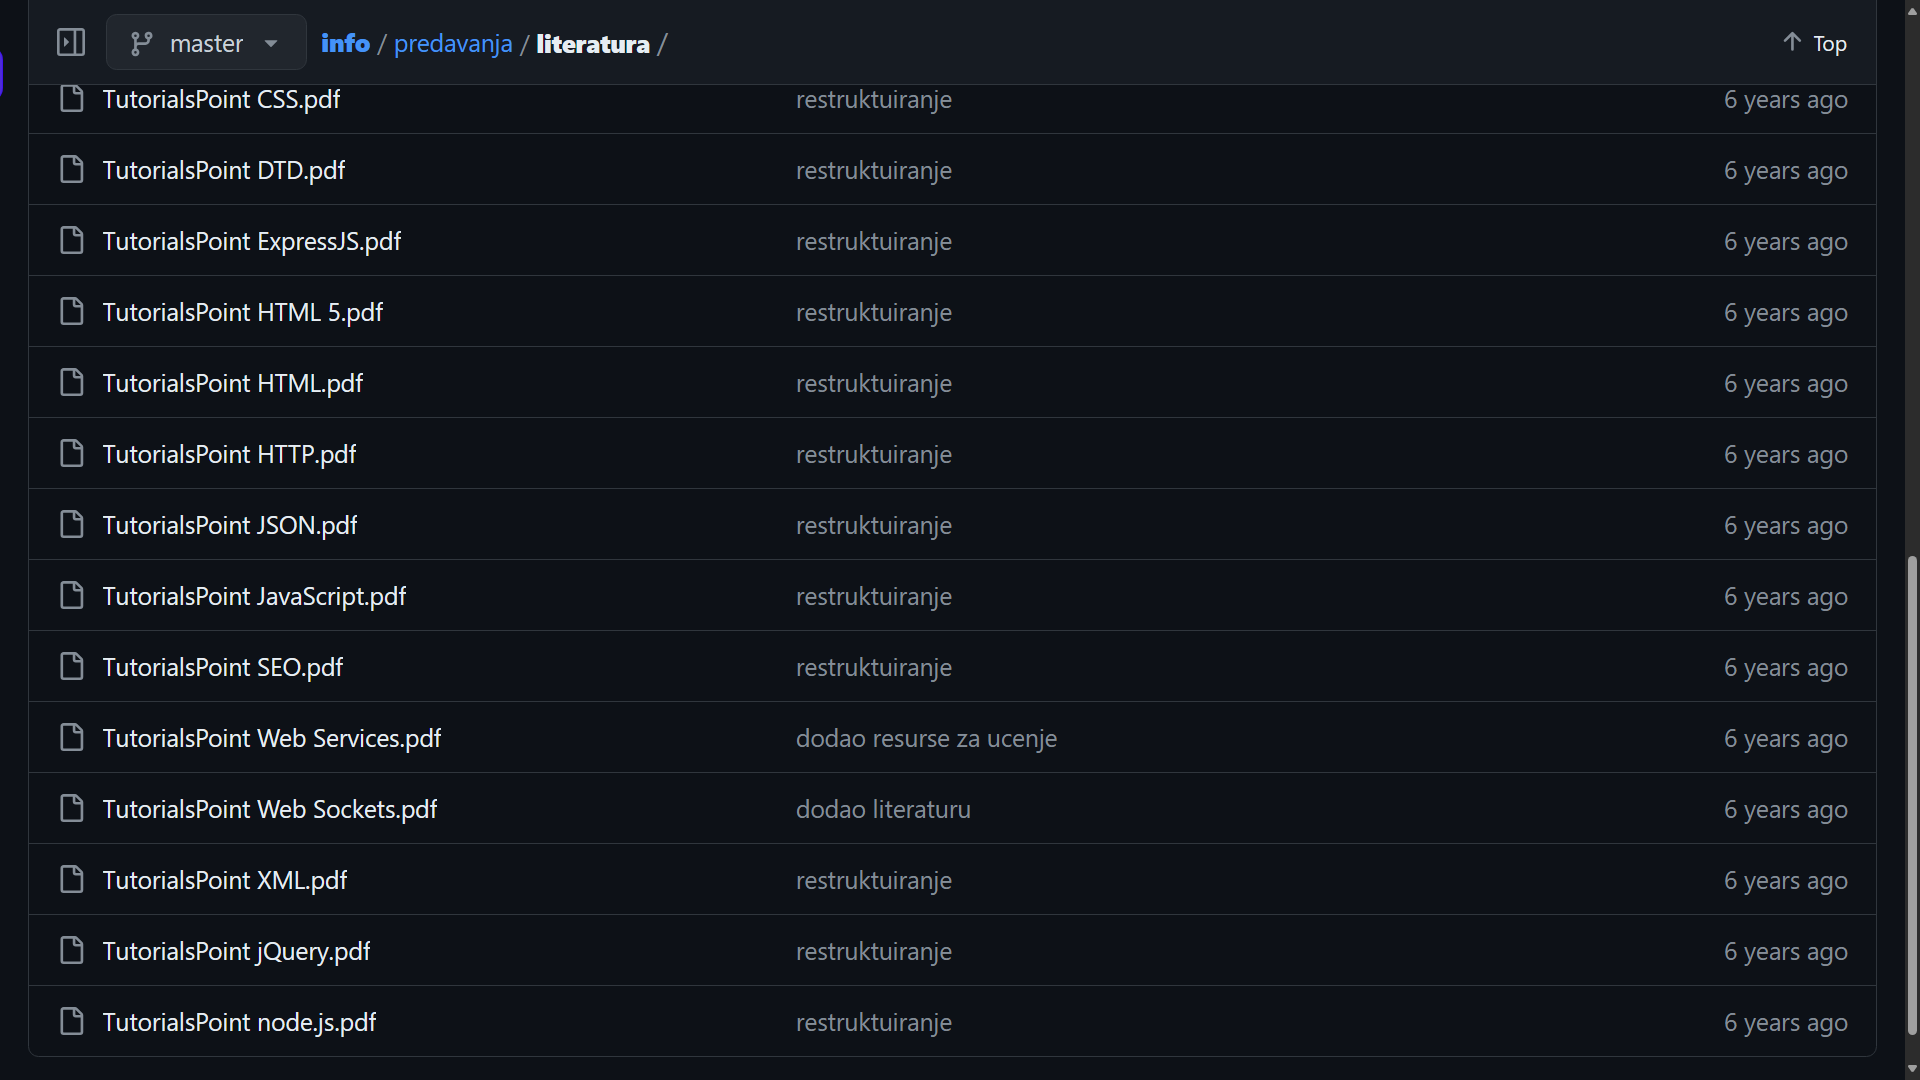 master info / predavanja / literatura / Top
TutorialsPoint CSS.pdf restruktuiranje 6 years ago
TutorialsPoint DTD.pdf restruktuiranje 6 years ago
TutorialsPoint ExpressJS.pdf restruktuiranje 6 years ago
TutorialsPoint HTML 5.pdf restruktuiranje 6 years ago
TutorialsPoint HTML.pdf restruktuiranje 6 years ago
TutorialsPoint HTTP.pdf restruktuiranje 6 years ago
TutorialsPoint JSON.pdf restruktuiranje 6 years ago
TutorialsPoint JavaScript.pdf restruktuiranje 6 years ago
TutorialsPoint SEO.pdf restruktuiranje 6 years ago
TutorialsPoint Web Services.pdf dodao resurse za ucenje 6 years ago
TutorialsPoint Web Sockets.pdf dodao literaturu 6 years ago
TutorialsPoint XML.pdf restruktuiranje 6 years ago
TutorialsPoint jQuery.pdf restruktuiranje 6 years ago
TutorialsPoint node.js.pdf restruktuiranje 6 years ago